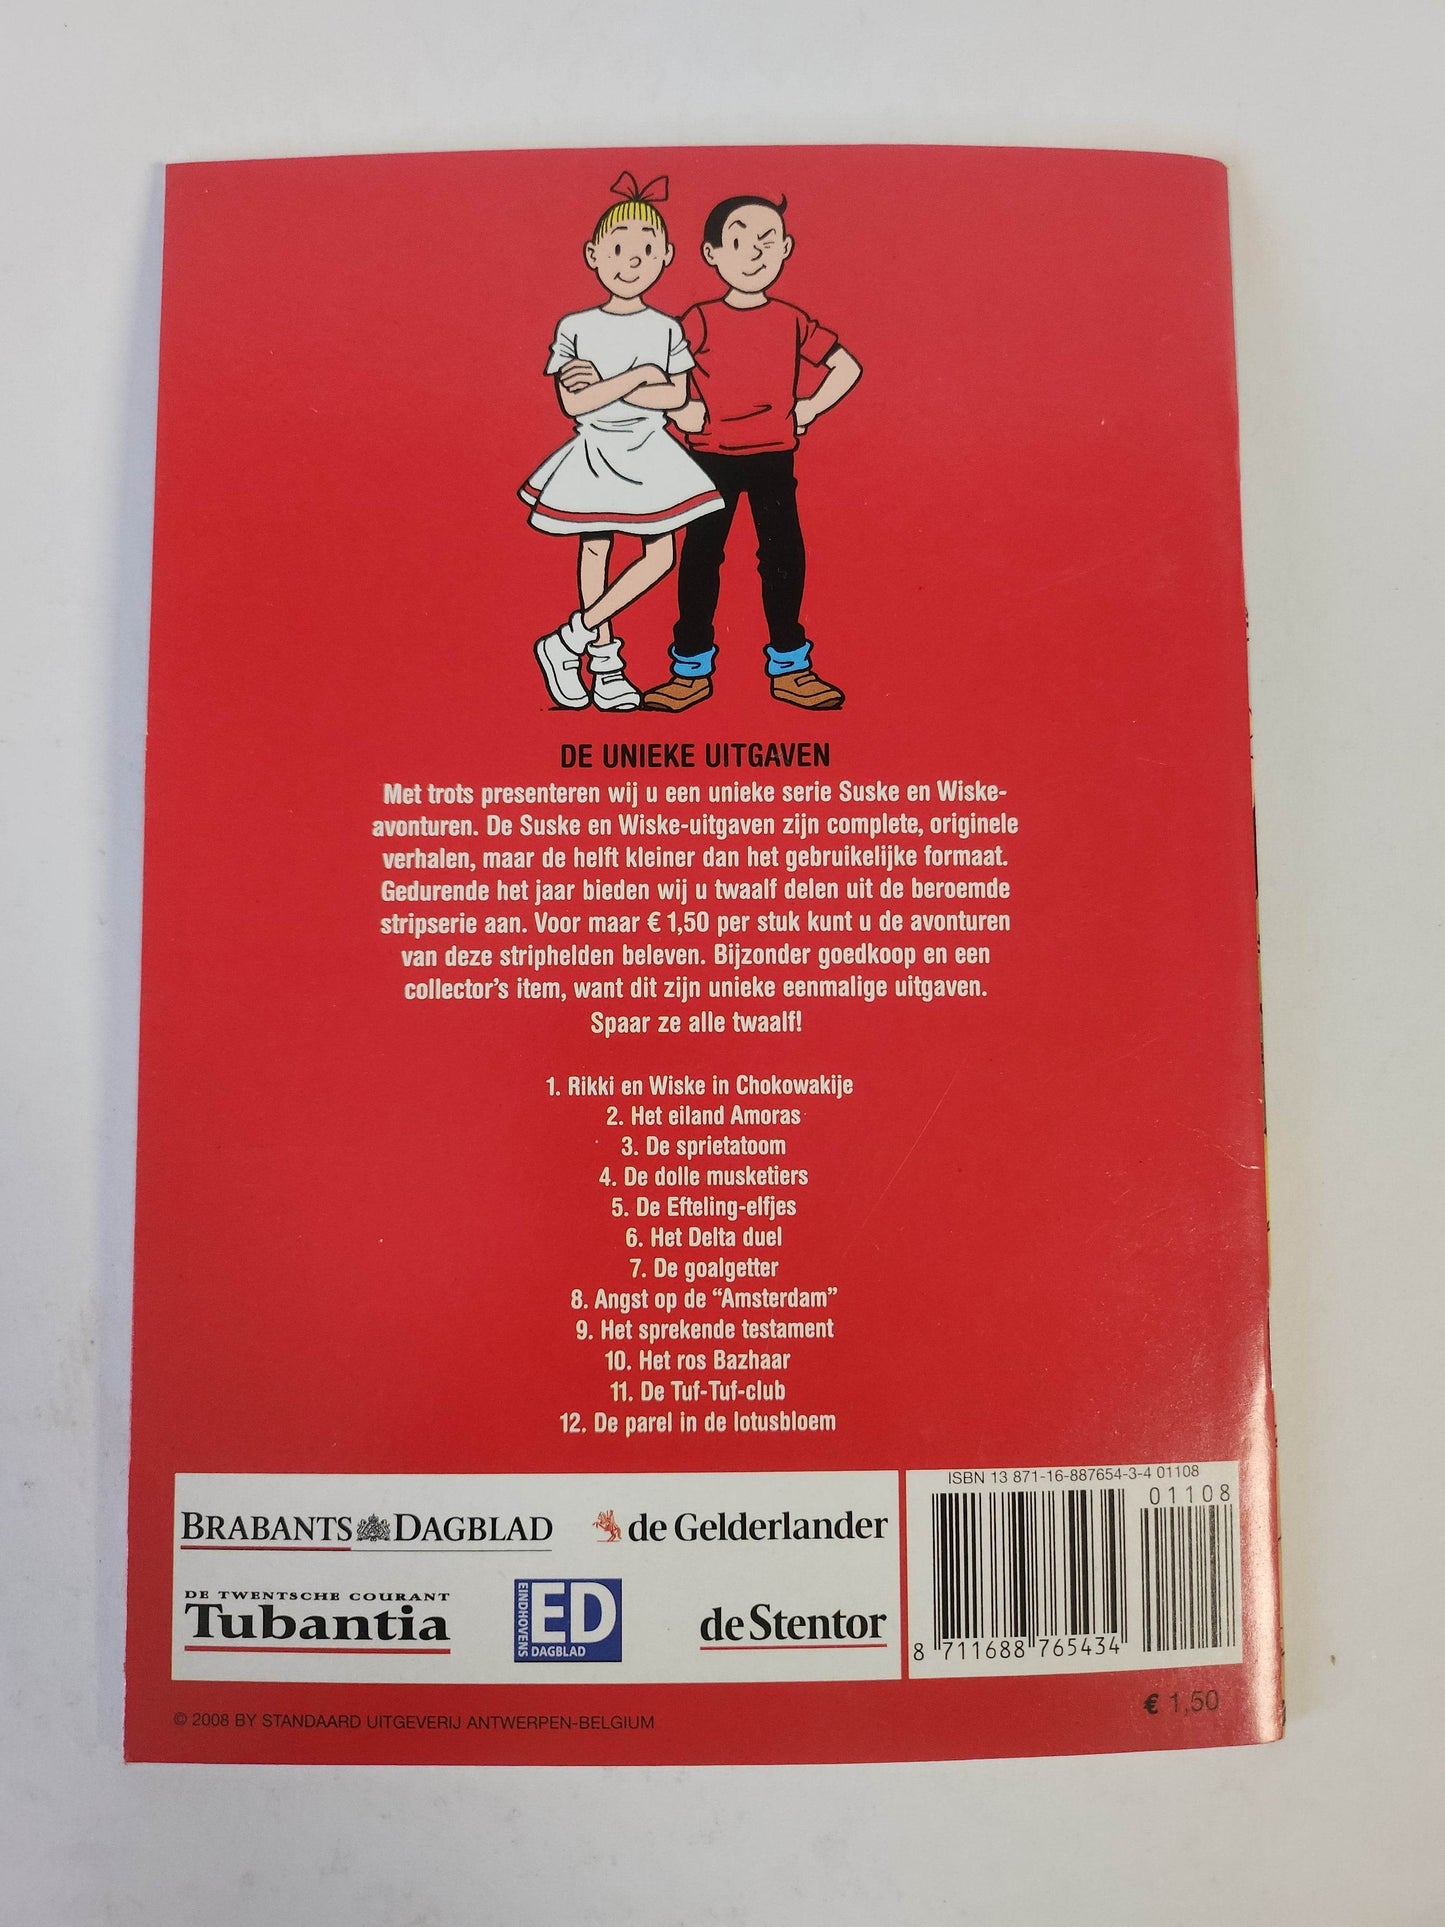 DE UNIEKE UITGAVEN
Met trots presenteren wij u een unieke serie Suske en Wiske-
avonturen. De Suske en Wiske-uitgaven zijn complete, originele
verhalen, maar de helft kleiner dan het gebruikelijke formaat.
Gedurende het jaar bieden wij u twaalf delen uit de beroemde
stripserie aan. Voor maar € 1,50 per stuk kunt u de avonturen
van deze striphelden beleven. Bijzonder goedkoop en een
collector's item, want dit zijn unieke eenmalige uitgaven.
Spaar ze alle twaalf!
1. Rikki en Wiske in Chokowakije
2. Het eiland Amoras
3. De sprietatoom
4. De dolle musketiers
5. De Efteling-elfjes
6. Het Delta duel
7. De goalgetter
8. Angst op de “Amsterdam”
9. Het sprekende testament
10. Het ros Bazhaar
11. De Tuf-Tuf-club
12. De parel in de lotusbloem
BRABANTS DAGBLAD
de Gelderlander
DE TWENTSCHE COURANT
Tubantia
EINDHOVENS
ED
DAGBLAD
de Stentor
ISBN 13 871-16-887654-3-4 01108
01108
8 711688 765434
€ 1,50
© 2008 BY STANDAARD UITGEVERIJ ANTWERPEN-BELGIUM